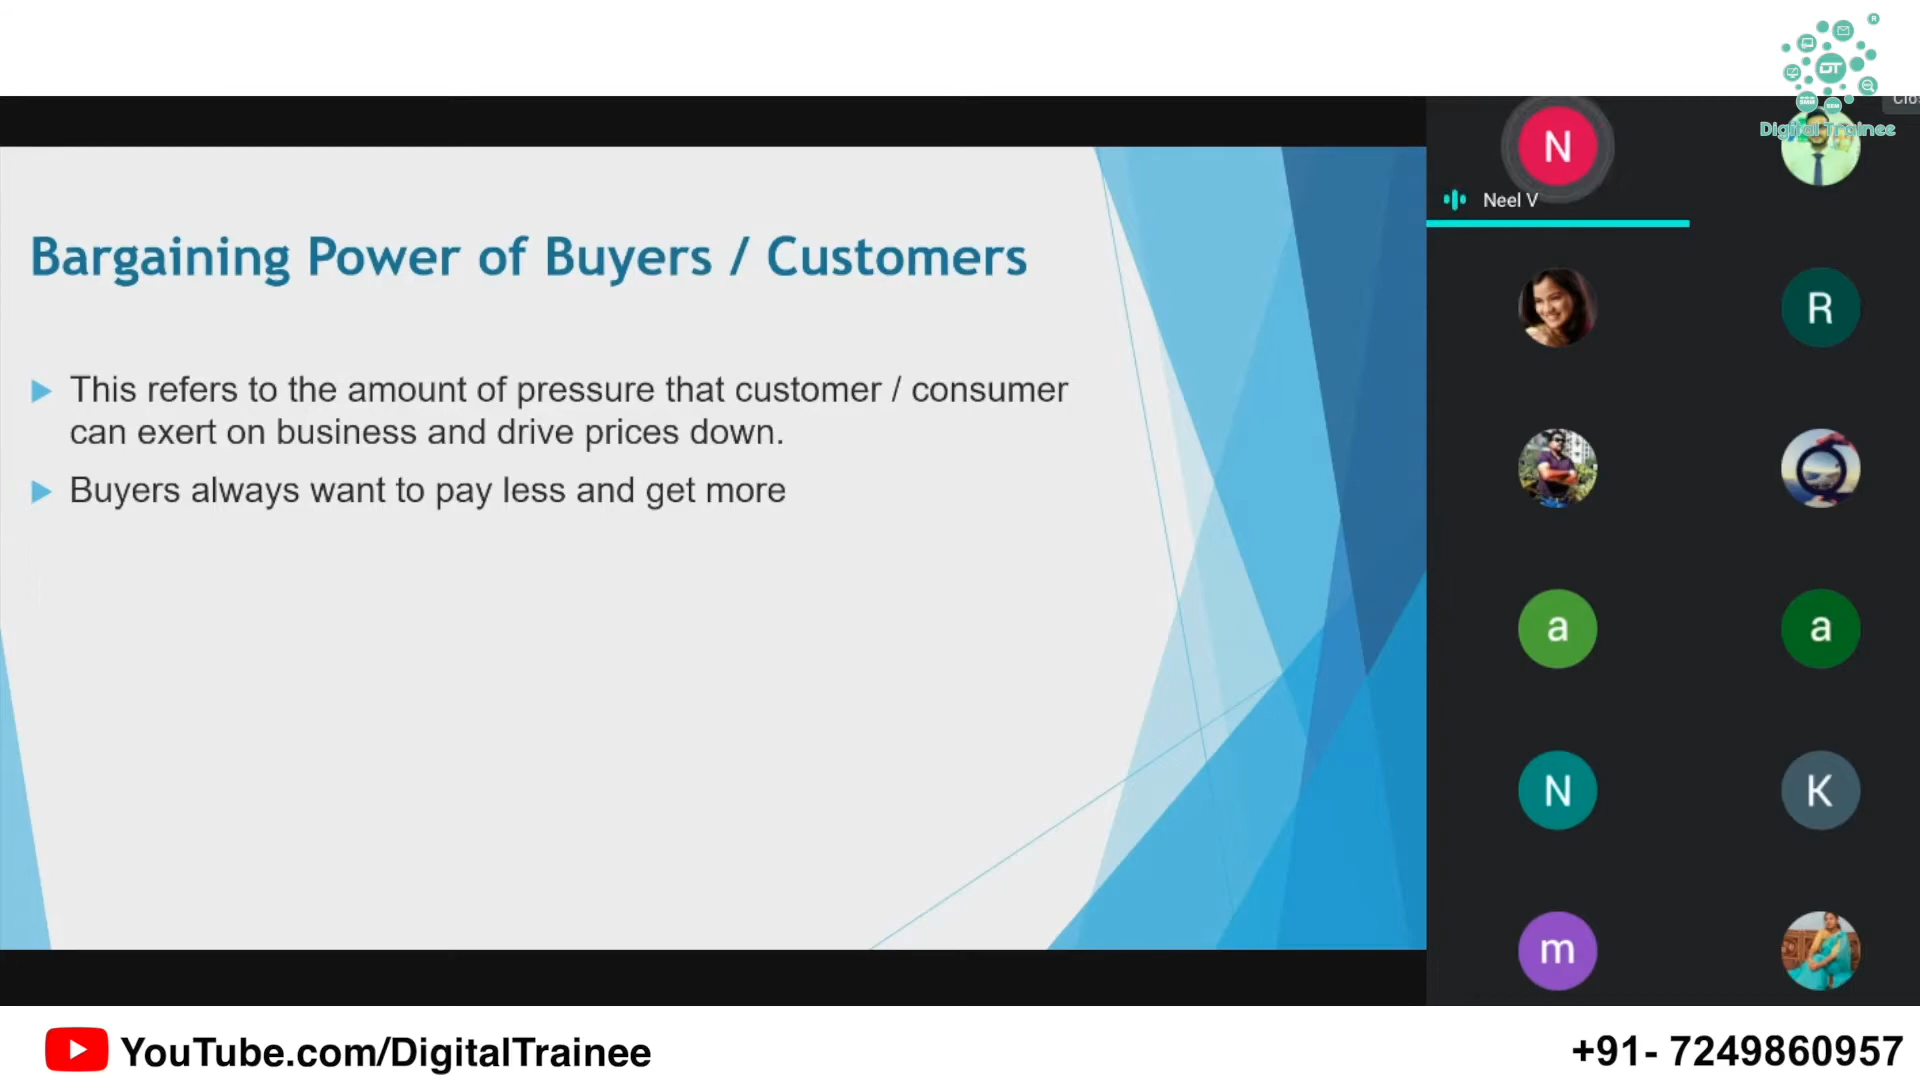 R
DT
Clos
Digital Trainee
N
Neel V
Bargaining Power of Buyers / Customers
R
This refers to the amount of pressure that customer / consumer
can exert on business and drive prices down.
Buyers always want to pay less and get more
a
a
N
K
m
YouTube.com/DigitalTrainee
+91- 7249860957